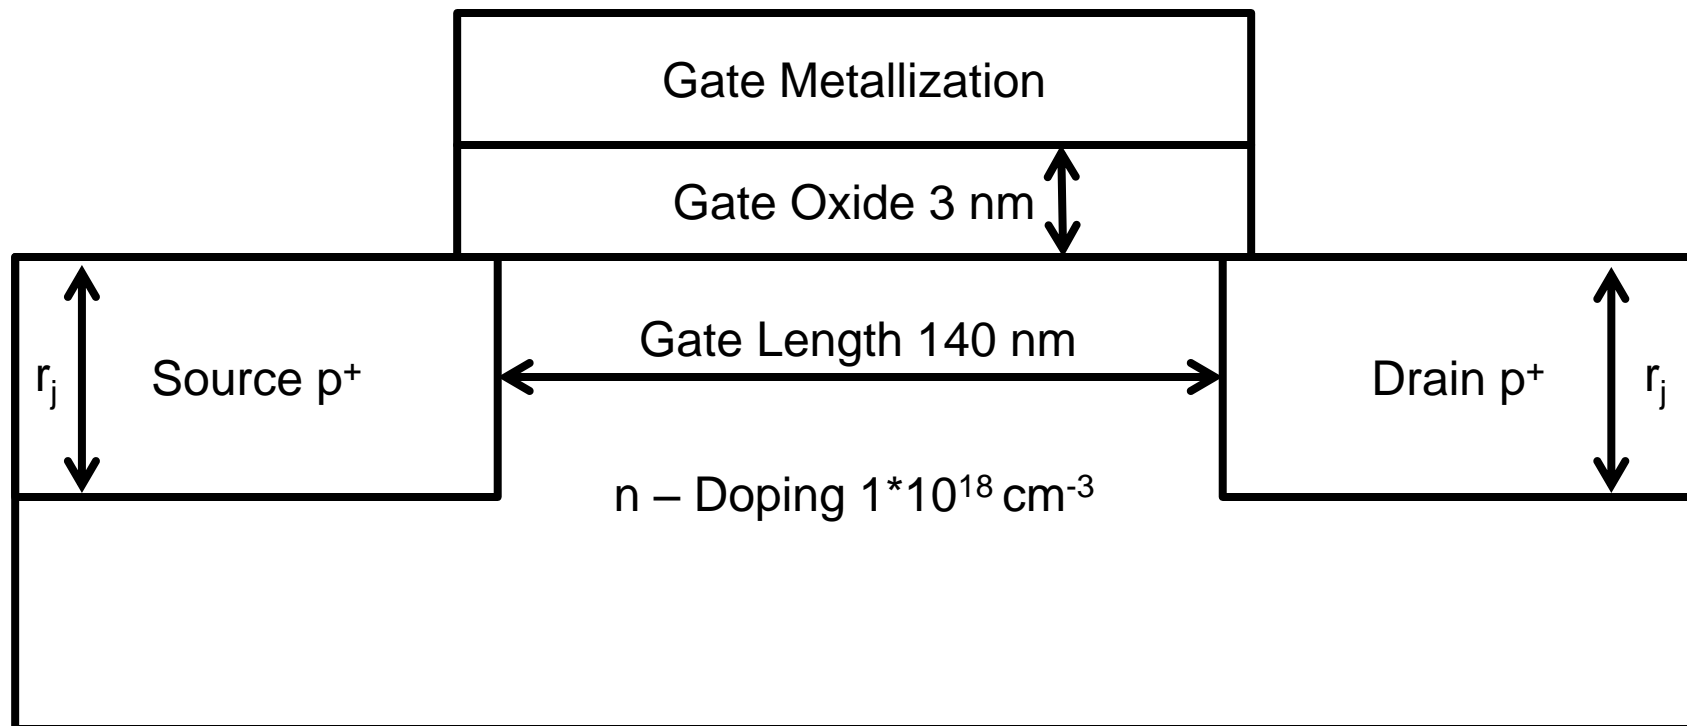 Gate Metallization
Gate Oxide 3 nm
Gate Length 140 nm
r_j
Source p⁺
Drain p⁺
r_j
n – Doping 1*10¹⁸ cm⁻³